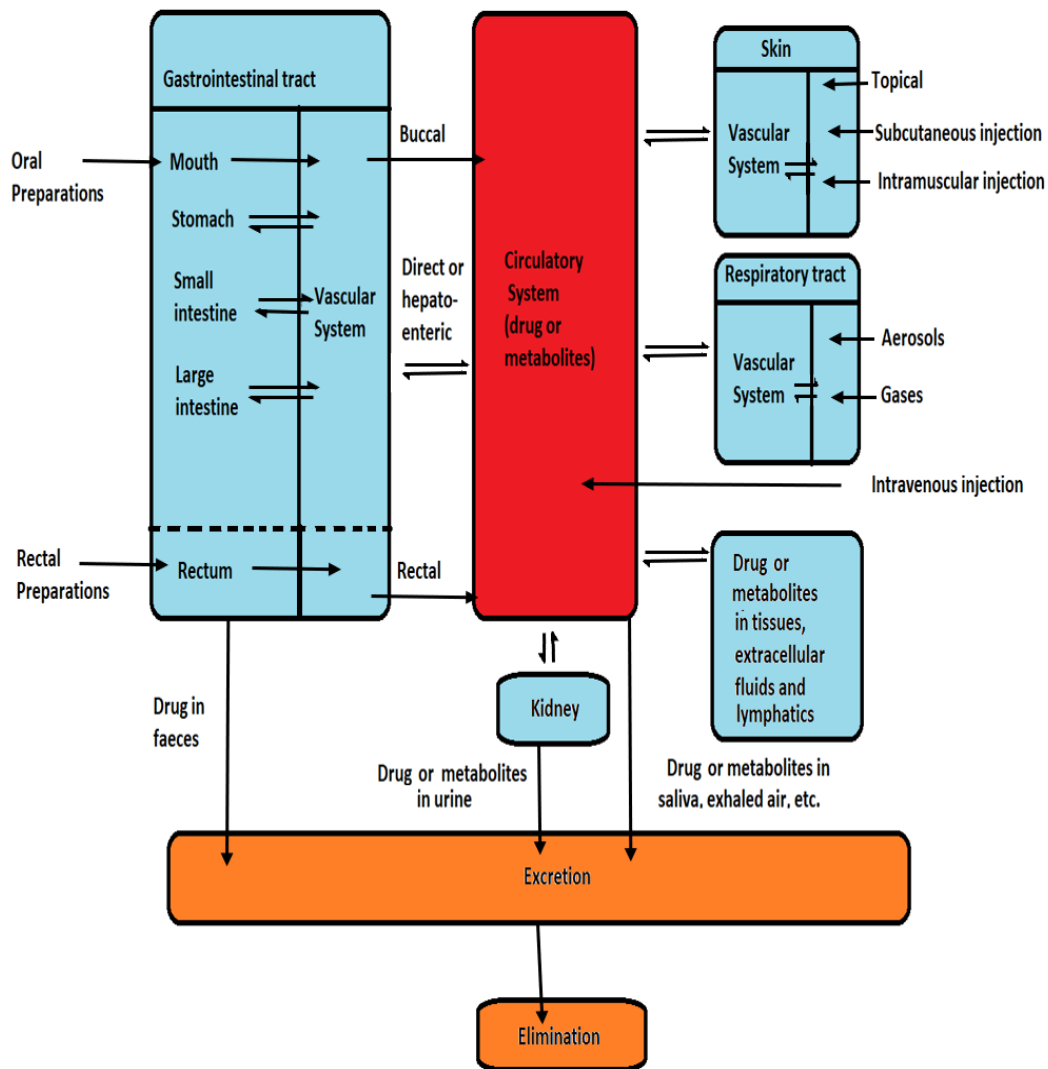 Gastrointestinal tract
Oral
Preparations
Mouth
Stomach
Small
intestine
Vascular
System
Large
intestine
Rectal
Preparations
Rectum
Buccal
Direct or
hepato-
enteric
Rectal
Circulatory
System
(drug or
metabolites)
Skin
Vascular
System
Topical
Subcutaneous injection
Intramuscular injection
Respiratory tract
Vascular
System
Aerosols
Gases
Intravenous injection
Drug or
metabolites
in tissues,
extracellular
fluids and
lymphatics
Kidney
Drug in
faeces
Drug or metabolites
in urine
Drug or metabolites in
saliva, exhaled air, etc.
Excretion
Elimination